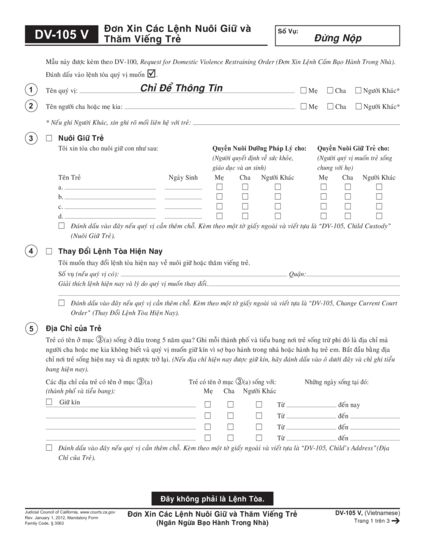 DV-105 V
Đơn Xin Các Lệnh Nuôi Giữ và
Thăm Viếng Trẻ
Số Vụ:
Đừng Nộp
Mẫu này được kèm theo DV-100, Request for Domestic Violence Restraining Order (Đơn Xin Lệnh Cấm Bạo Hành Trong Nhà).
Đánh dấu vào lệnh tòa quý vị muốn
1 Tên quý vị: Chỉ Để Thông Tin Mẹ Cha Người Khác*
2 Tên người cha hoặc mẹ kia: Mẹ Cha Người Khác*
* Nếu ghi Người Khác, xin ghi rõ mối liên hệ với trẻ:
3 Nuôi Giữ Trẻ
Tôi xin tòa cho nuôi giữ con như sau:
Quyền Nuôi Dưỡng Pháp Lý cho: Quyền Nuôi Giữ Trẻ cho:
(Người quyết định về sức khỏe, (Người quý vị muốn trẻ sống
giáo dục và an sinh) chung với họ)
Tên Trẻ Ngày Sinh Mẹ Cha Người Khác Mẹ Cha Người Khác
a.
b.
c.
d.
Đánh dấu vào đây nếu quý vị cần thêm chỗ. Kèm theo một tờ giấy ngoài và viết tựa là “DV-105, Child Custody”
(Nuôi Giữ Trẻ).
4 Thay Đổi Lệnh Tòa Hiện Nay
Tôi muốn thay đổi lệnh tòa hiện nay về nuôi giữ hoặc thăm viếng trẻ.
Số vụ (nếu quý vị có): Quận:
Giải thích lệnh hiện nay và lý do quý vị muốn thay đổi.
Đánh dấu vào đây nếu quý vị cần thêm chỗ. Kèm theo một tờ giấy ngoài và viết tựa là “DV-105, Change Current Court
Order” (Thay Đổi Lệnh Tòa Hiện Nay).
5 Địa Chỉ của Trẻ
Trẻ có tên ở mục 3(a) sống ở đâu trong 5 năm qua? Ghi mỗi thành phố và tiểu bang nơi trẻ sống trừ phi đó là địa chỉ mà
người cha hoặc mẹ kia không biết và quý vị muốn giữ kín vì sợ bạo hành trong nhà hoặc hành hạ trẻ em. Bắt đầu bằng địa
chỉ nơi trẻ sống hiện nay và đi ngược trở lại. (Nếu địa chỉ hiện nay được giữ kín, hãy đánh dấu vào ô dưới đây và chỉ ghi tiểu
bang hiện nay).
Các địa chỉ của trẻ có tên ở mục 3(a) Trẻ có tên ở mục 3(a) sống với: Những ngày sống tại đó:
(thành phố và tiểu bang): Mẹ Cha Người Khác
Giữ kín Từ đến nay
Từ đến
Từ đến
Từ đến
Đánh dấu vào đây nếu quý vị cần thêm chỗ. Kèm theo một tờ giấy ngoài và viết tựa là “DV-105, Child's Address” (Địa
Chỉ của Trẻ).
Đây không phải là Lệnh Tòa.
Judicial Council of California, www.courts.ca.gov
Rev. January 1, 2012, Mandatory Form
Family Code, § 3063
Đơn Xin Các Lệnh Nuôi Giữ và Thăm Viếng Trẻ
(Ngăn Ngừa Bạo Hành Trong Nhà)
DV-105 V, (Vietnamese)
Trang 1 trên 3